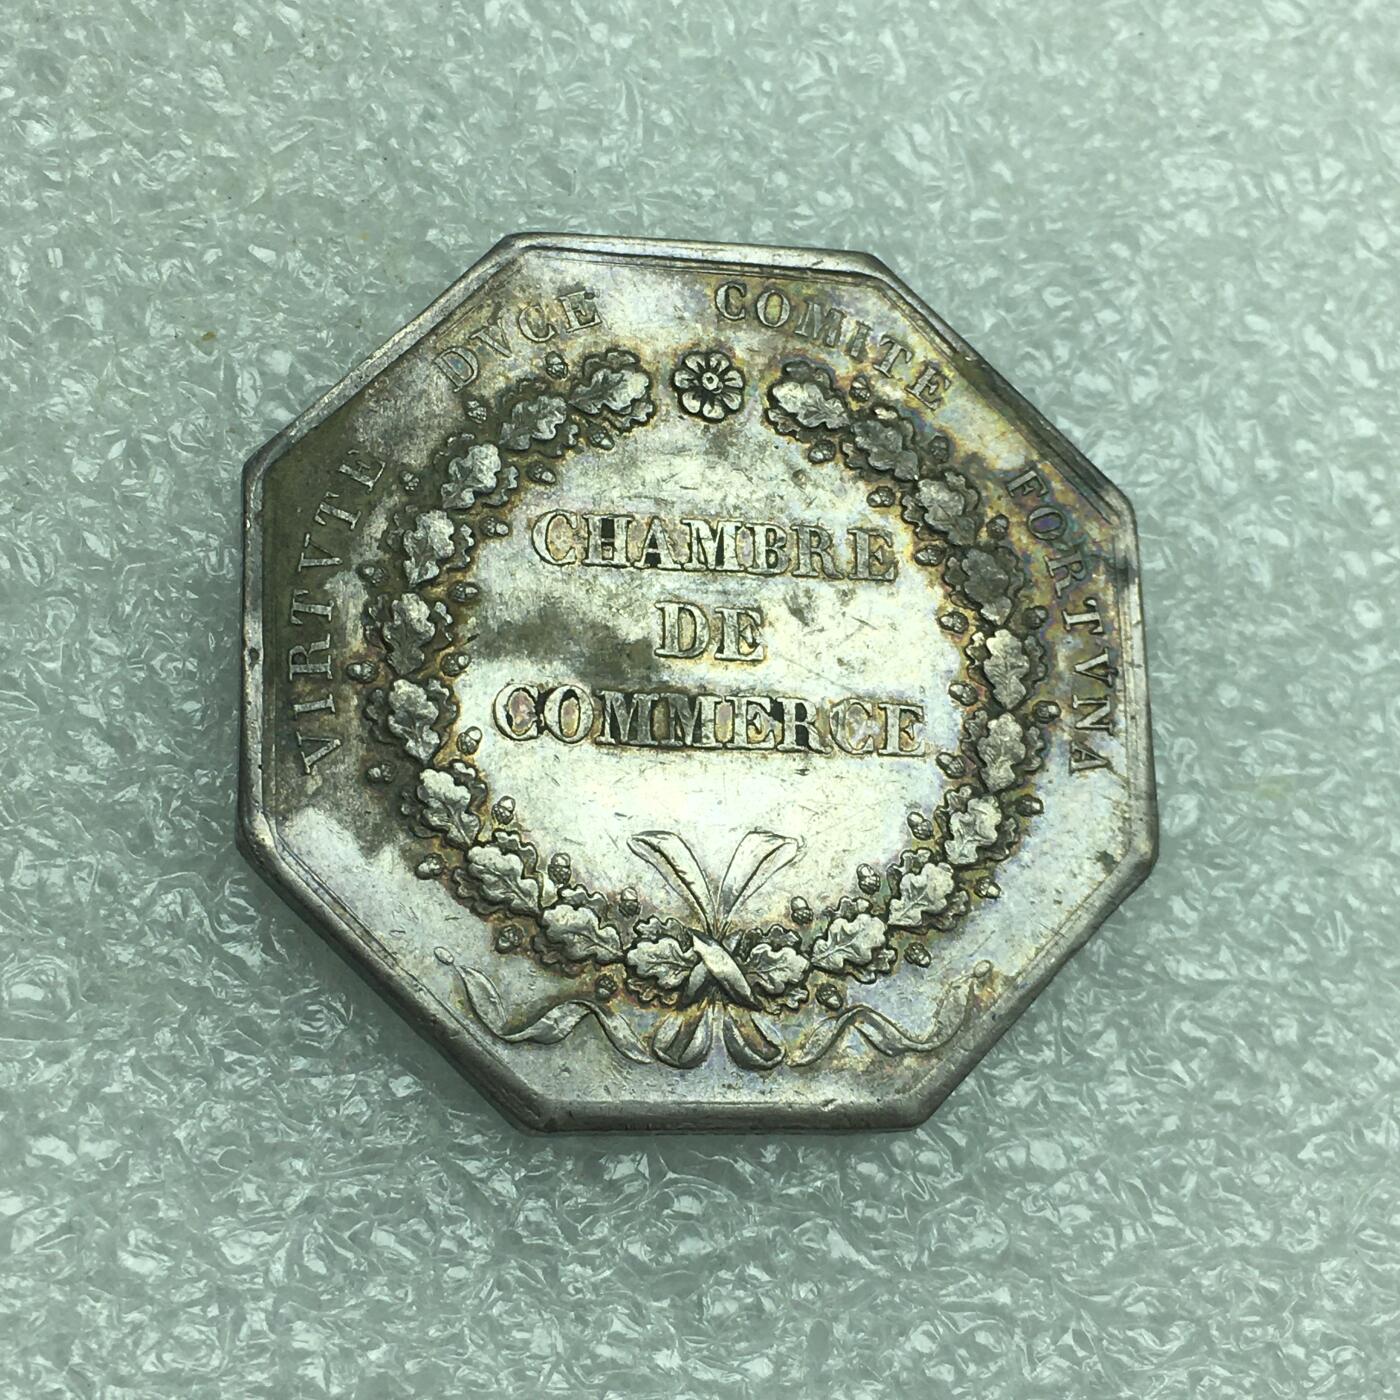 VIRTVTE DVCE COMITE FORTVNA
CHAMBRE
DE
COMMERCE